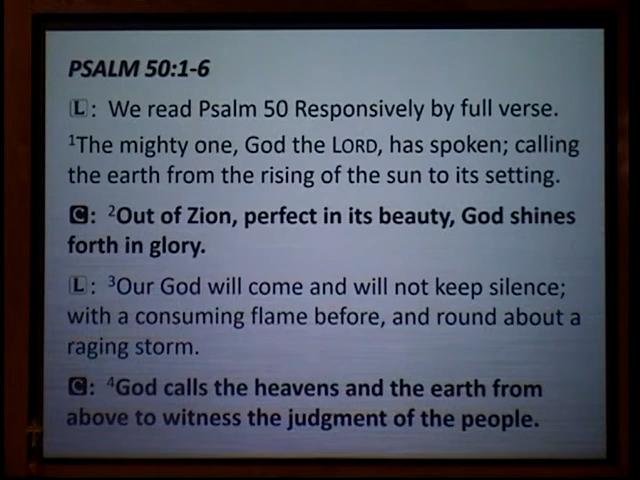 PSALM 50:1-6
L: We read Psalm 50 Responsively by full verse.
¹The mighty one, God the LORD, has spoken; calling
the earth from the rising of the sun to its setting.
C: ²Out of Zion, perfect in its beauty, God shines
forth in glory.
L: ³Our God will come and will not keep silence;
with a consuming flame before, and round about a
raging storm.
C: ⁴God calls the heavens and the earth from
above to witness the judgment of the people.